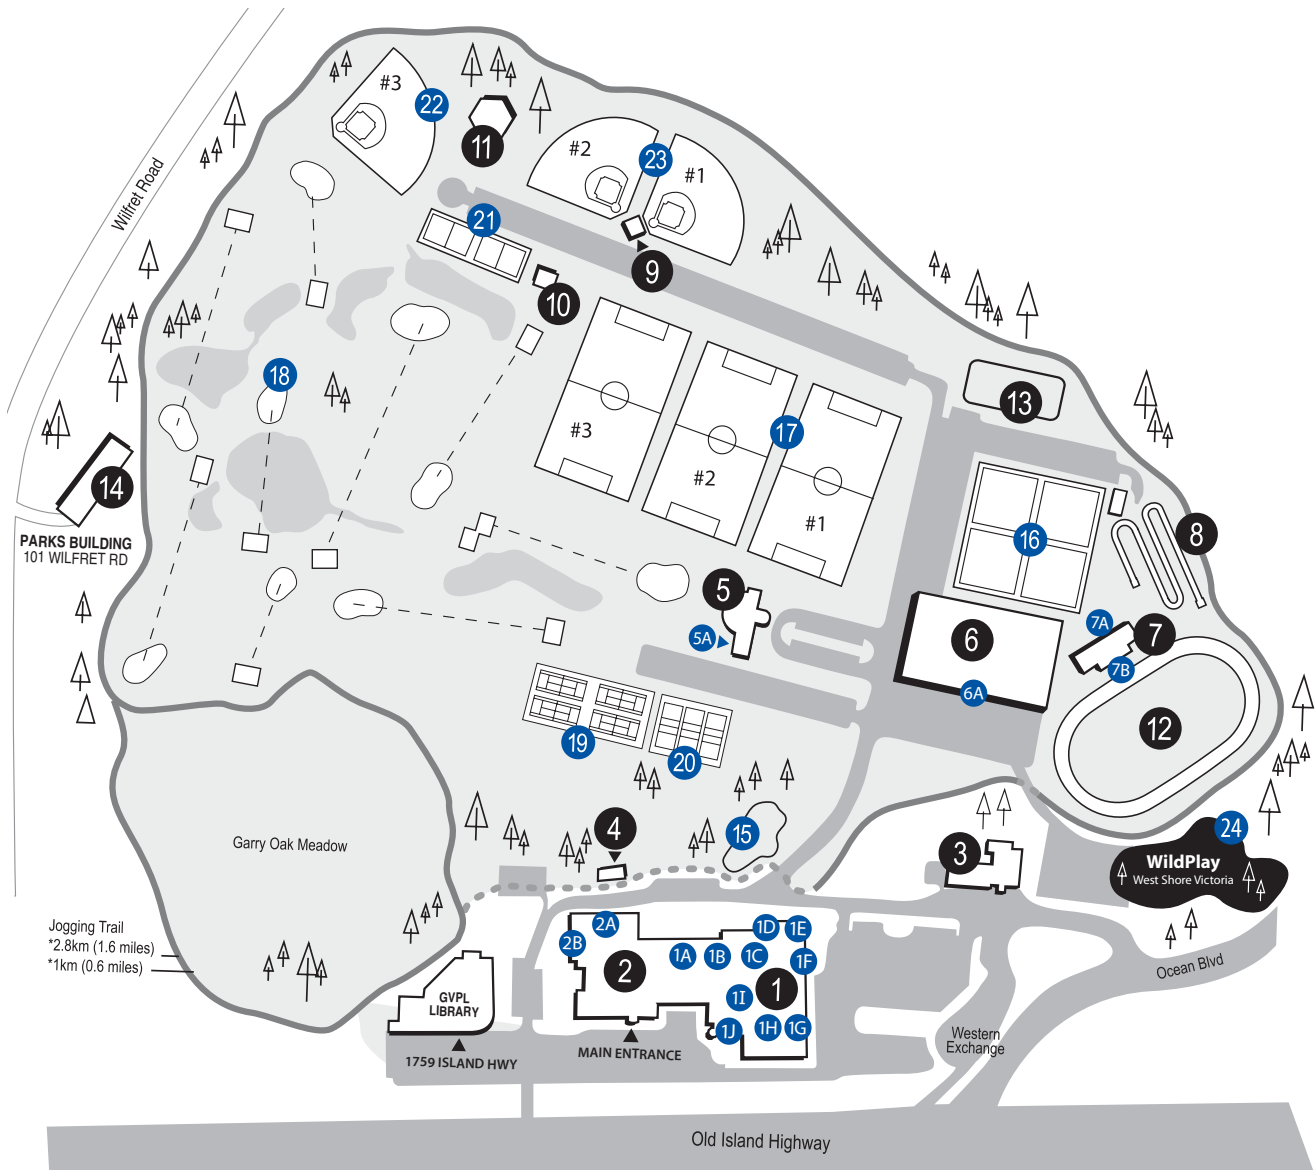 #3
22
11
#2
23
#1
Wilfret Road
21
9
10
18
13
#3
17
#2
#1
14
PARKS BUILDING
101 WILFRET RD
16
8
5
5A
6
6A
7A
7
7B
12
19
20
15
4
3
24
WildPlay
West Shore Victoria
Garry Oak Meadow
Jogging Trail
*2.8km (1.6 miles)
*1km (0.6 miles)
2A
2B
2
1A
1B
1C
1D
1E
1F
1I
1
1J
1H
1G
GVPL
LIBRARY
1759 ISLAND HWY
MAIN ENTRANCE
Western
Exchange
Ocean Blvd
Old Island Highway